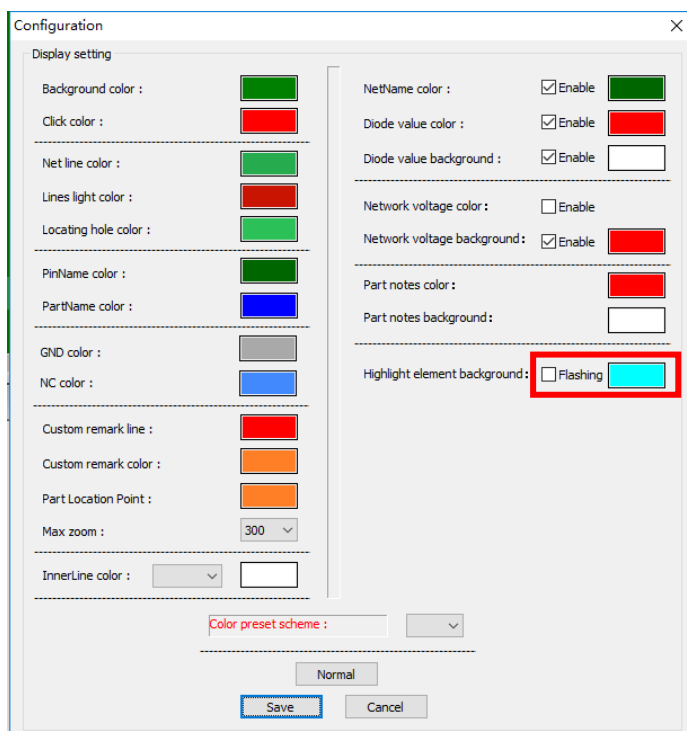 Configuration
Display setting
Background color :
Click color :
Net line color :
Lines light color :
Locating hole color :
PinName color :
PartName color :
GND color :
NC color :
Custom remark line :
Custom remark color :
Part Location Point :
Max zoom : 300
InnerLine color :
NetName color : Enable
Diode value color : Enable
Diode value background : Enable
Network voltage color: Enable
Network voltage background: Enable
Part notes color:
Part notes background:
Highlight element background: Flashing
Color preset scheme :
Normal
Save Cancel